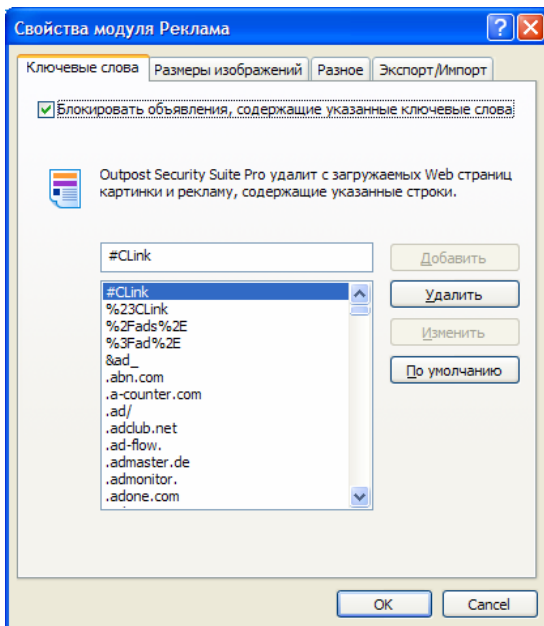 Свойства модуля Реклама
Ключевые слова Размеры изображений Разное Экспорт/Импорт
Блокировать объявления, содержащие указанные ключевые слова
Outpost Security Suite Pro удалит с загружаемых Web страниц
картинки и рекламу, содержащие указанные строки.
#CLink
Добавить
#CLink
Удалить
%23CLink
%2Fads%2E
Изменить
%3Fad%2E
&ad_
По умолчанию
.abn.com
.a-counter.com
.ad/
.adclub.net
.ad-flow.
.admaster.de
.admonitor.
.adone.com
OK Cancel